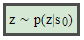 z ~ p(z|s₀)